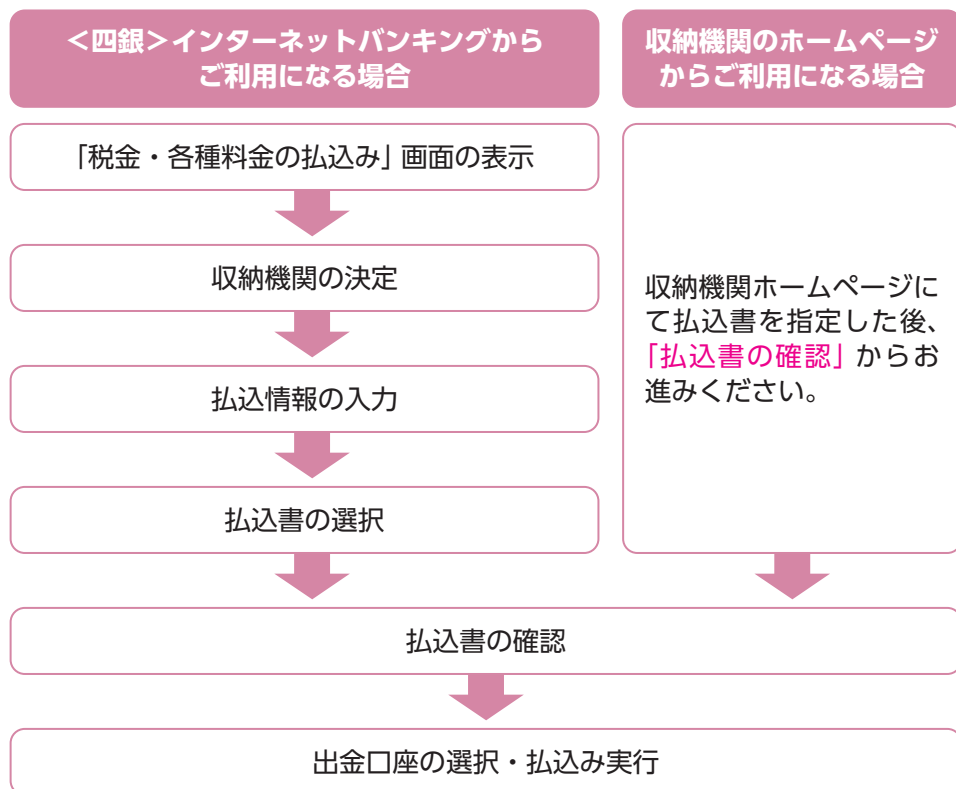 ＜四銀＞インターネットバンキングから
ご利用になる場合
収納機関のホームページ
からご利用になる場合
「税金・各種料金の払込み」画面の表示
収納機関の決定
払込情報の入力
払込書の選択
収納機関ホームページに
て払込書を指定した後、
「払込書の確認」からお
進みください。
払込書の確認
出金口座の選択・払込み実行